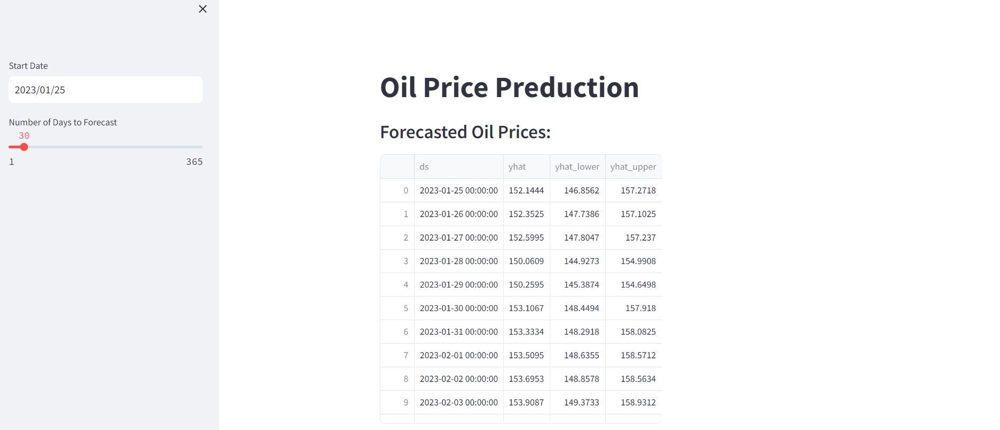 Start Date
2023/01/25
Number of Days to Forecast
30
1 365
Oil Price Preduction
Forecasted Oil Prices:
ds yhat yhat_lower yhat_upper
0 2023-01-25 00:00:00 152.1444 146.8562 157.2718
1 2023-01-26 00:00:00 152.3525 147.7386 157.1025
2 2023-01-27 00:00:00 152.5995 147.8047 157.237
3 2023-01-28 00:00:00 150.0609 144.9273 154.9908
4 2023-01-29 00:00:00 150.2595 145.3874 154.6498
5 2023-01-30 00:00:00 153.1067 148.4494 157.918
6 2023-01-31 00:00:00 153.3334 148.2918 158.0825
7 2023-02-01 00:00:00 153.5095 148.6355 158.5712
8 2023-02-02 00:00:00 153.6953 148.8578 158.5634
9 2023-02-03 00:00:00 153.9087 149.3733 158.9312